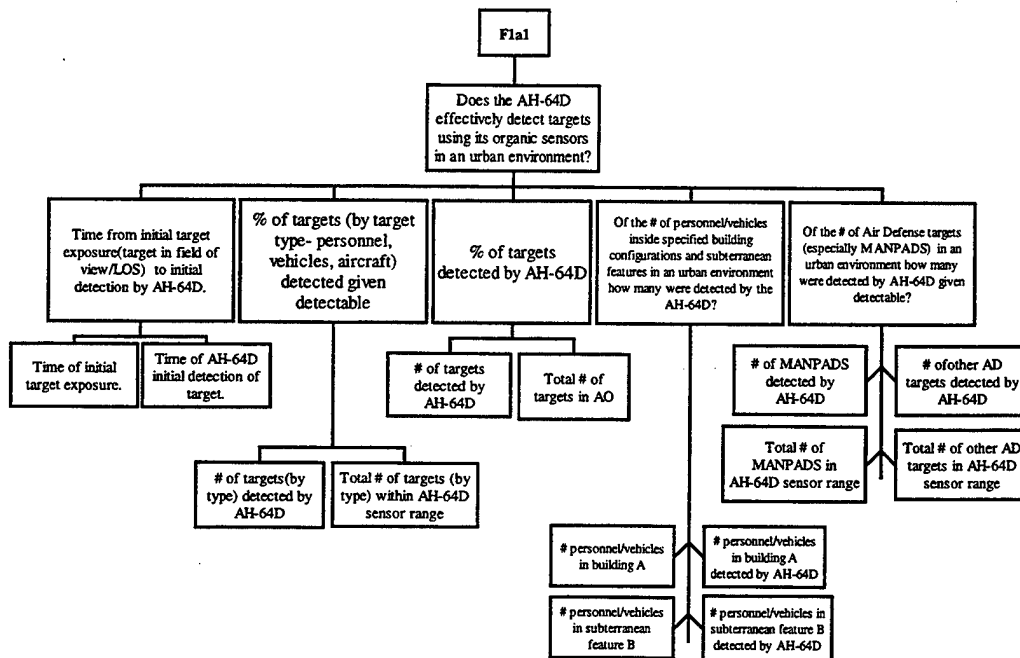 F1a1
Does the AH-64D
effectively detect targets
using its organic sensors
in an urban environment?
Time from initial target
exposure(target in field of
view/LOS) to initial
detection by AH-64D.
% of targets (by target
type- personnel,
vehicles, aircraft)
detected given
detectable
% of targets
detected by AH-64D
Of the # of personnel/vehicles
inside specified building
configurations and subterranean
features in an urban environment
how many were detected by the
AH-64D?
Of the # of Air Defense targets
(especially MANPADS) in an
urban environment how many
were detected by AH-64D given
detectable?
Time of initial
target exposure.
Time of AH-64D
initial detection of
target.
# of targets
detected by
AH-64D
Total # of
targets in AO
# of MANPADS
detected by
AH-64D
# ofother AD
targets detected by
AH-64D
Total # of
MANPADS in
AH-64D sensor range
Total # of other AD
targets in AH-64D
sensor range
# of targets(by
type) detected by
AH-64D
Total # of targets (by
type) within AH-64D
sensor range
# personnel/vehicles
in building A
# personnel/vehicles
in building A
detected by AH-64D
# personnel/vehicles
in subterranean
feature B
# personnel/vehicles in
subterranean feature B
detected by AH-64D